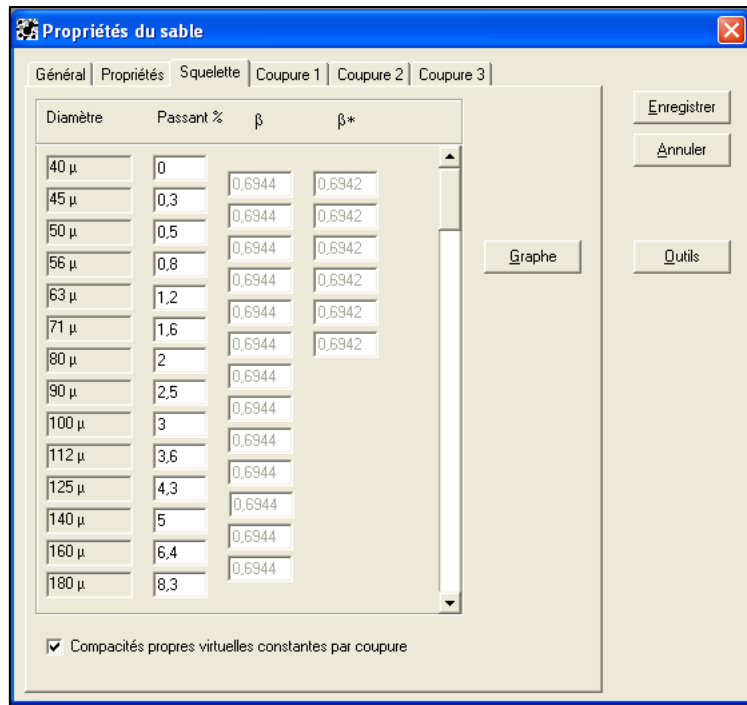 Propriétés du sable
Général Propriétés Squelette Coupure 1 Coupure 2 Coupure 3
Diamètre Passant % β β*
Enregistrer
Annuler
40 µ 0
0,6944 0,6942
45 µ 0,3
0,6944 0,6942
50 µ 0,5
0,6944 0,6942
Graphe Outils
56 µ 0,8
0,6944 0,6942
63 µ 1,2
0,6944 0,6942
71 µ 1,6
0,6944 0,6942
80 µ 2
0,6944
90 µ 2,5
0,6944
100 µ 3
0,6944
112 µ 3,6
0,6944
125 µ 4,3
0,6944
140 µ 5
0,6944
160 µ 6,4
0,6944
180 µ 8,3
Compacités propres virtuelles constantes par coupure